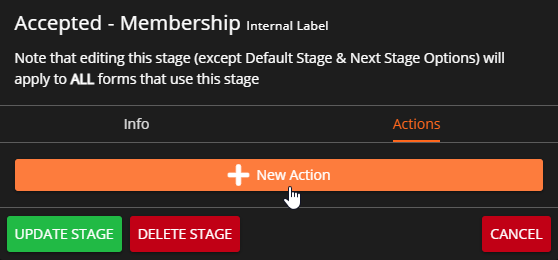 Accepted - Membership Internal Label
Note that editing this stage (except Default Stage & Next Stage Options) will
apply to ALL forms that use this stage
Info Actions
New Action
UPDATE STAGE DELETE STAGE CANCEL